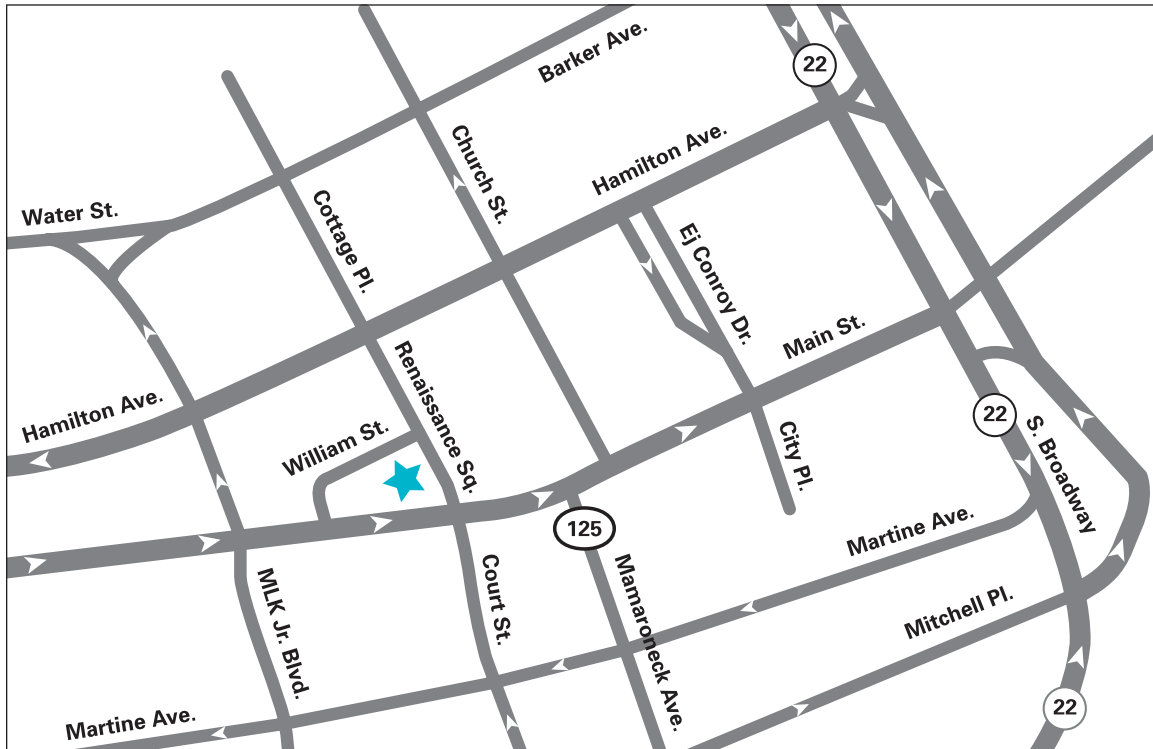 Barker Ave.
22
Church St.
Hamilton Ave.
Water St.
Cottage Pl.
Ej Conroy Dr.
Main St.
Renaissance Sq.
Hamilton Ave.
William St.
22
S. Broadway
City Pl.
125
Martine Ave.
MLK Jr. Blvd.
Court St.
Mamaroneck Ave.
Mitchell Pl.
Martine Ave.
22